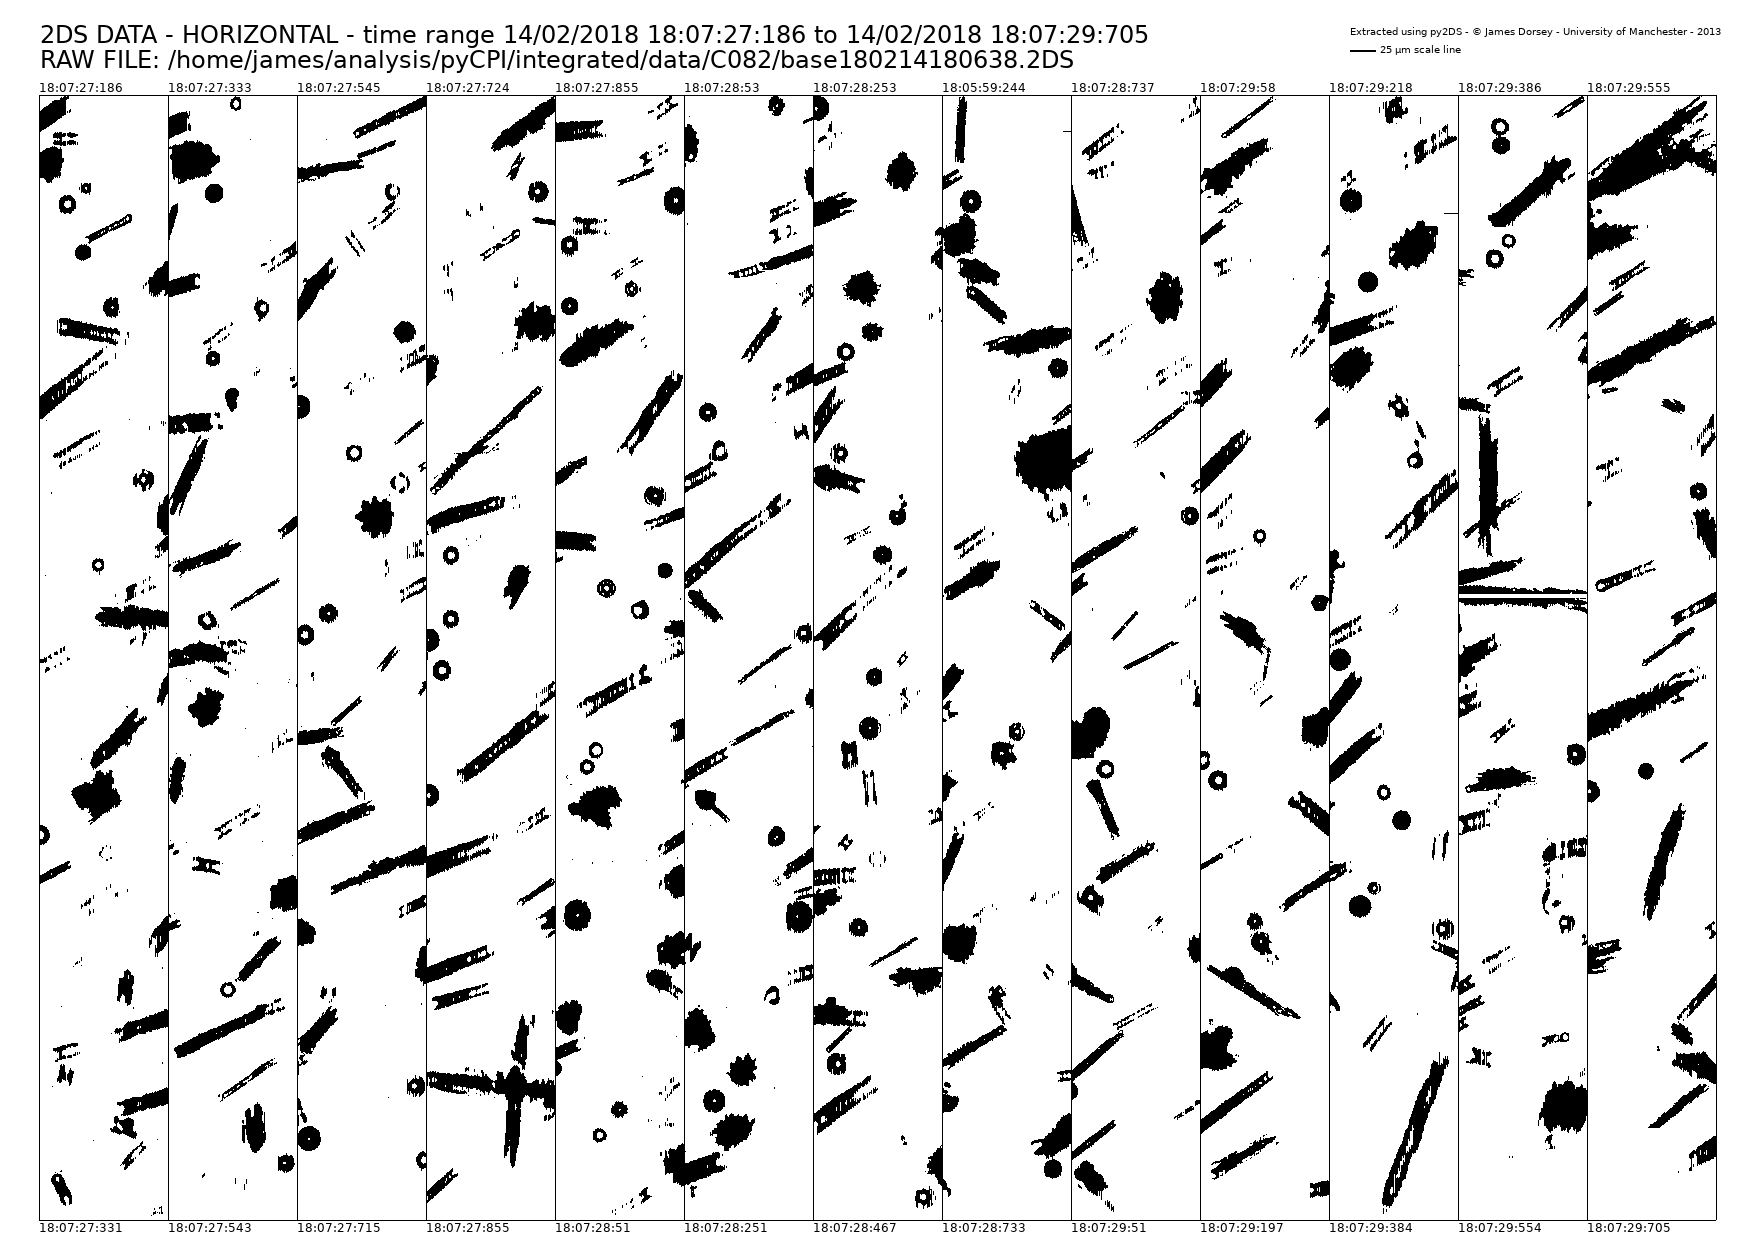 2DS DATA - HORIZONTAL - time range 14/02/2018 18:07:27:186 to 14/02/2018 18:07:29:705
RAW FILE: /home/james/analysis/pyCPI/integrated/data/C082/base180214180638.2DS
Extracted using py2DS - © James Dorsey - University of Manchester - 2013
25 µm scale line
18:07:27:186 18:07:27:333 18:07:27:545 18:07:27:724 18:07:27:855 18:07:28:53 18:07:28:253 18:05:59:244 18:07:28:737 18:07:29:58 18:07:29:218 18:07:29:386 18:07:29:555
18:07:27:331 18:07:27:543 18:07:27:715 18:07:27:855 18:07:28:51 18:07:28:251 18:07:28:467 18:05:28:733 18:07:29:51 18:07:29:197 18:07:29:384 18:07:29:554 18:07:29:705